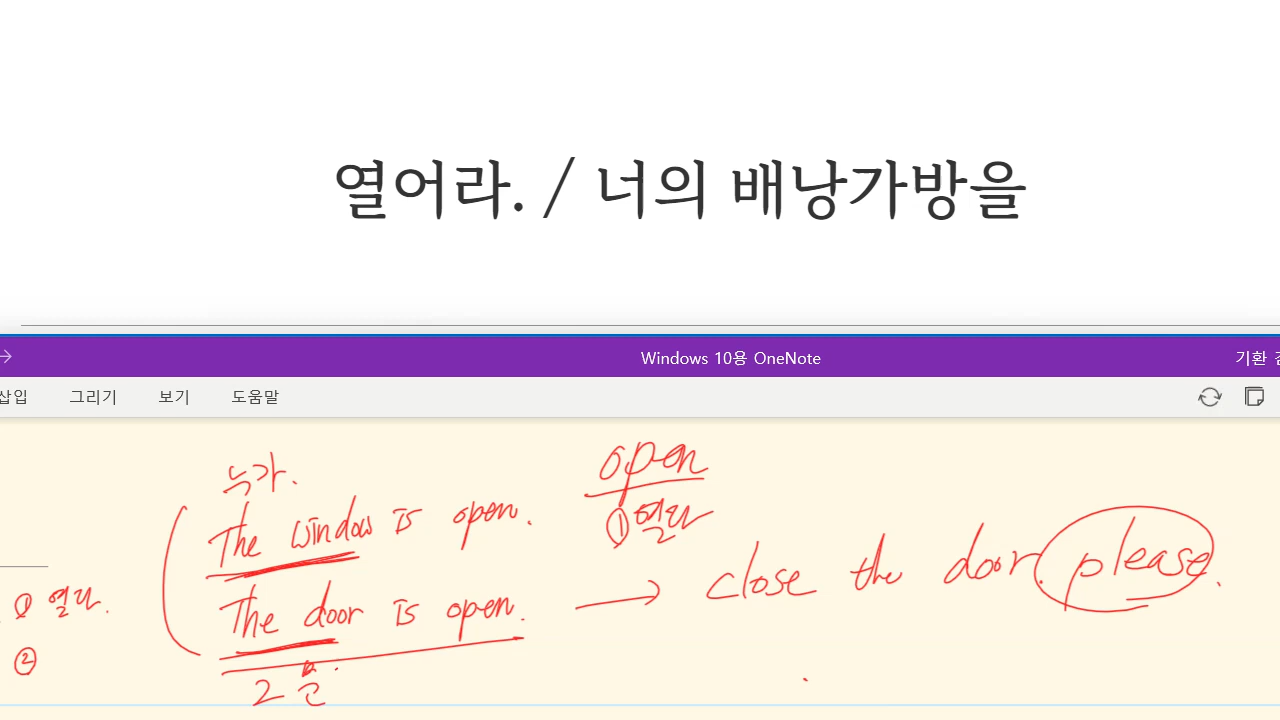 열어라. / 너의 배낭가방을
Windows 10용 OneNote
기환
삽입 그리기 보기 도움말
누가.
open
The window is open.
① 열다
The door is open. → close the door. please.
① 열다.
②
그 문